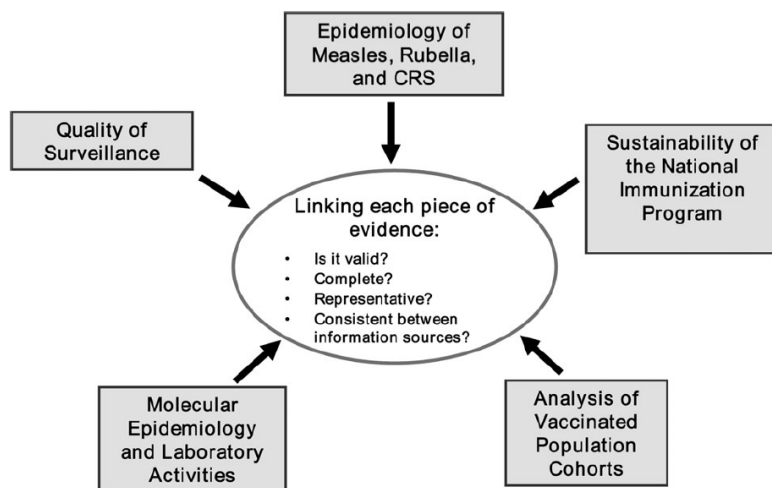 Epidemiology of
Measles, Rubella,
and CRS
Quality of
Surveillance
Sustainability of
the National
Immunization
Program
Linking each piece of
evidence:
• Is it valid?
• Complete?
• Representative?
• Consistent between
information sources?
Molecular
Epidemiology
and Laboratory
Activities
Analysis of
Vaccinated
Population
Cohorts